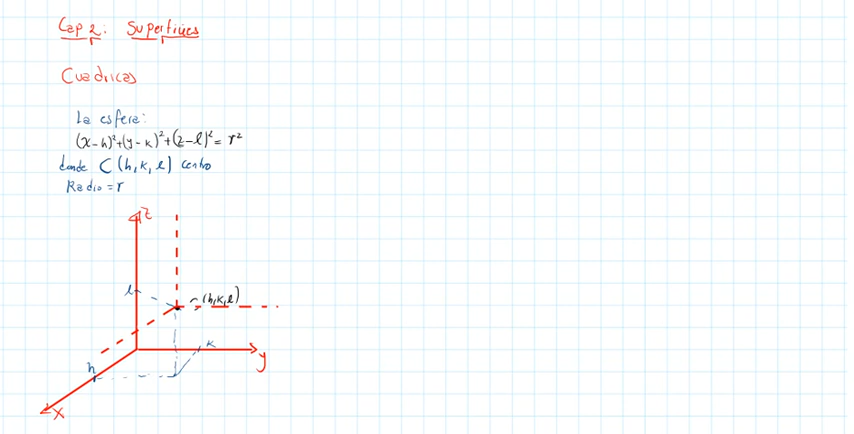 Cap 2: Superficies
Cuadricas
La esfera:
(x-h)²+(y-k)²+(z-l)²= r²
donde C(h,k,l) centro
Radio=r
z
l
(h,k,l)
k
h
y
x